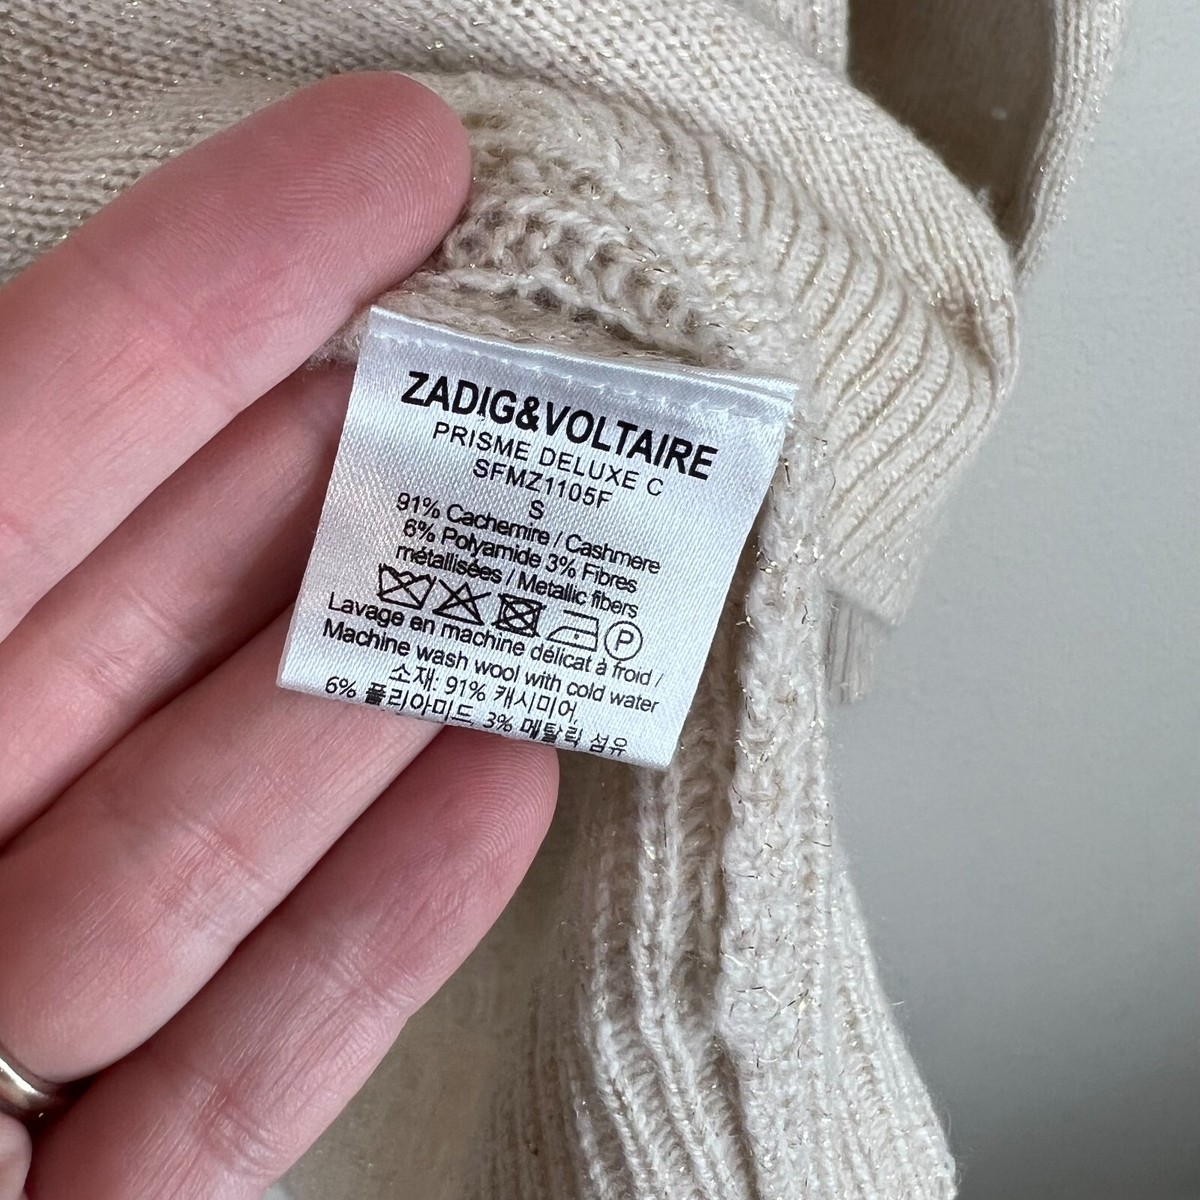 ZADIG&VOLTAIRE
PRISME DELUXE C
SFMZ1105F
S
91% Cachemire / Cashmere
6% Polyamide 3% Fibres
métallisées / Metallic fibers
P
Lavage en machine délicat à froid /
Machine wash wool with cold water
소재: 91% 캐시미어,
6% 폴리아미드, 3% 메탈릭 섬유